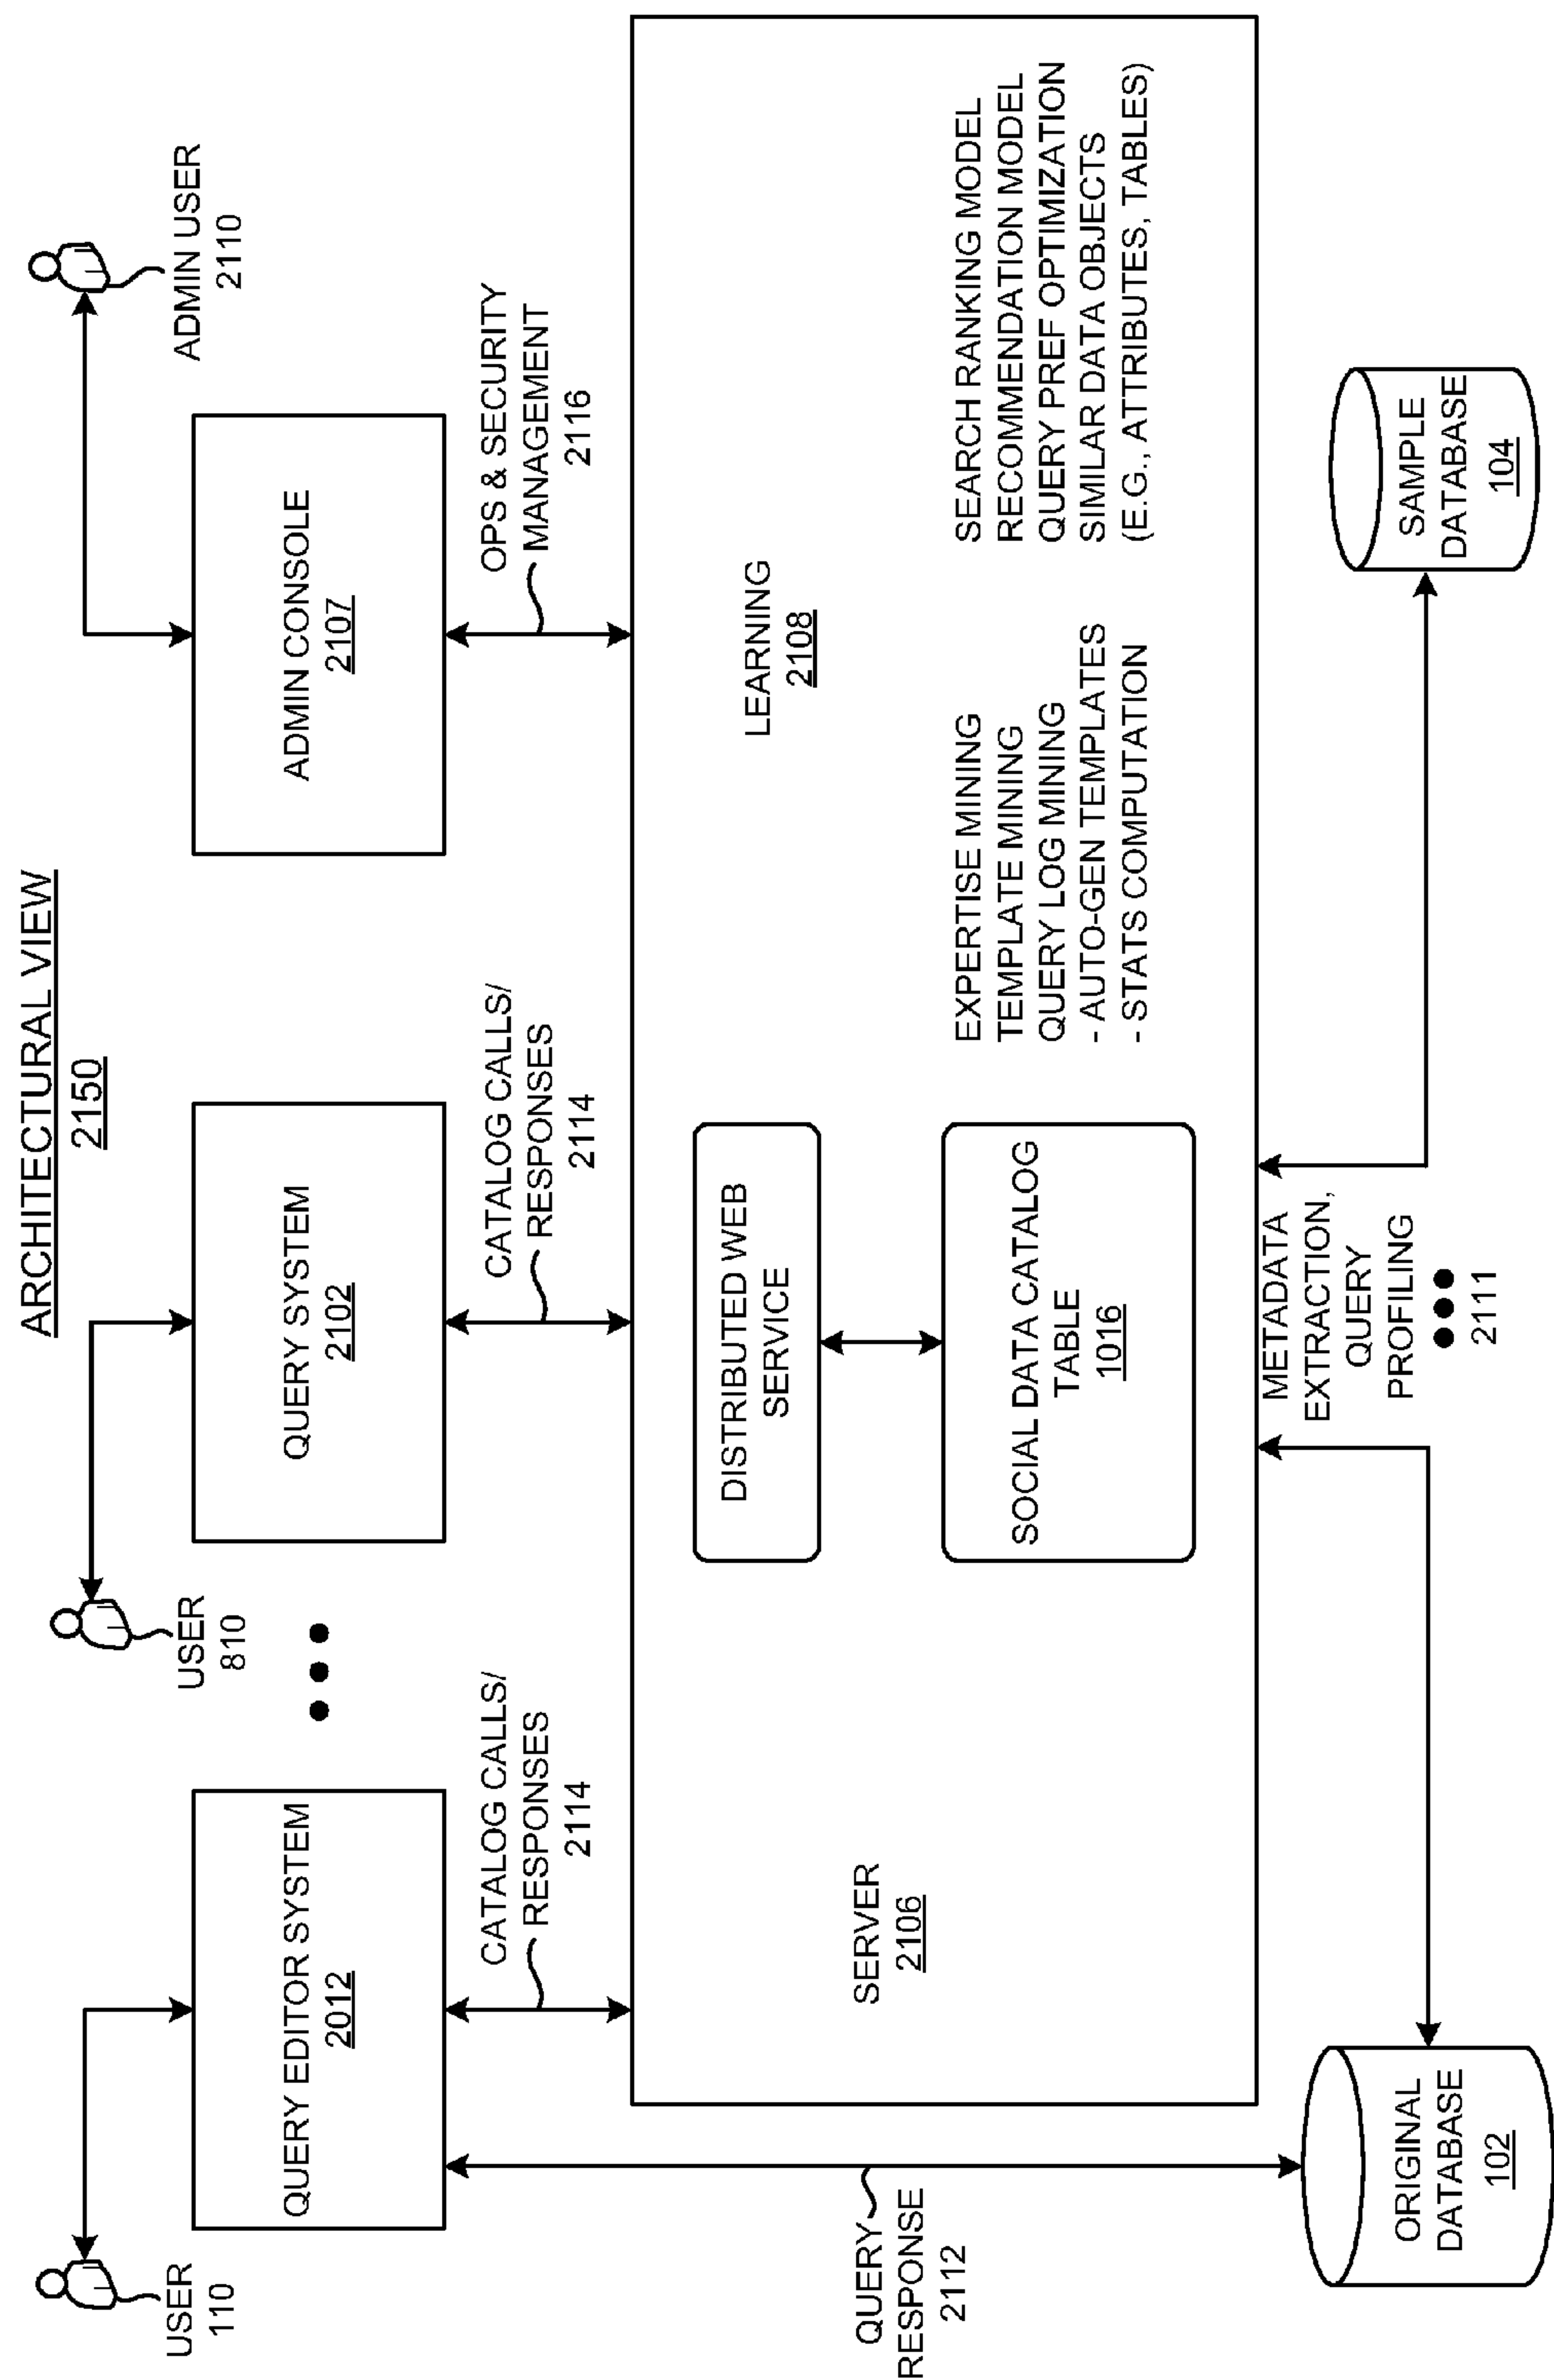 ARCHITECTURAL VIEW
2150
USER
110
USER
810
ADMIN USER
2110
QUERY EDITOR SYSTEM
2012
QUERY SYSTEM
2102
ADMIN CONSOLE
2107
CATALOG CALLS/
RESPONSES
2114
CATALOG CALLS/
RESPONSES
2114
OPS & SECURITY
MANAGEMENT
2116
QUERY
RESPONSE
2112
SERVER
2106
DISTRIBUTED WEB
SERVICE
SOCIAL DATA CATALOG
TABLE
1016
LEARNING
2108
EXPERTISE MINING
TEMPLATE MINING
QUERY LOG MINING
- AUTO-GEN TEMPLATES
- STATS COMPUTATION
SEARCH RANKING MODEL
RECOMMENDATION MODEL
QUERY PREF OPTIMIZATION
SIMILAR DATA OBJECTS
(E.G., ATTRIBUTES, TABLES)
ORIGINAL
DATABASE
102
METADATA
EXTRACTION,
QUERY
PROFILING
2111
SAMPLE
DATABASE
104